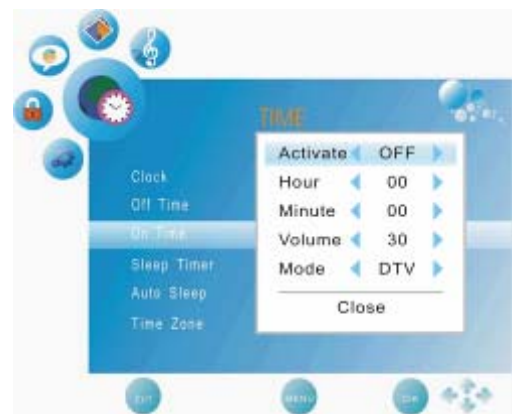 TIME
Clock
Off Time
On Time
Sleep Timer
Auto Sleep
Time Zone
Activate OFF
Hour 00
Minute 00
Volume 30
Mode DTV
Close
EXIT
MENU